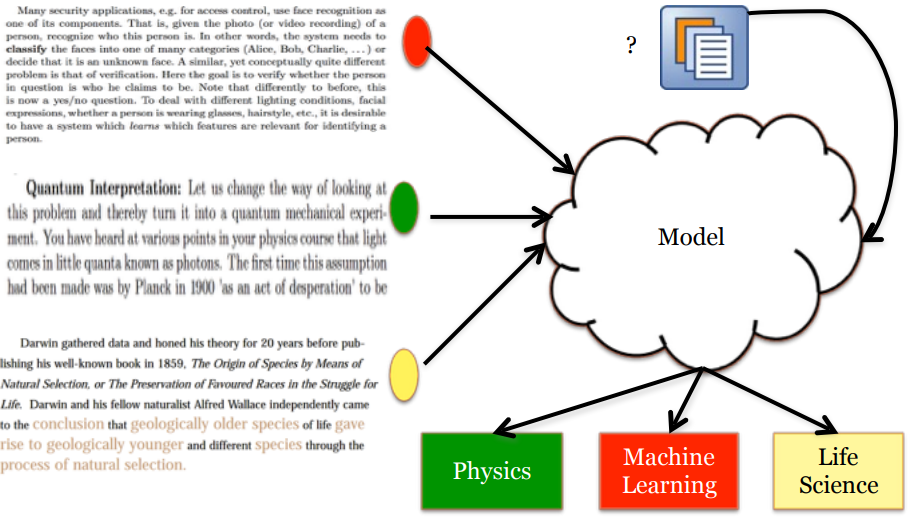 Many security applications, e.g. for access control, use face recognition as
one of its components. That is, given the photo (or video recording) of a
person, recognize who this person is. In other words, the system needs to
classify the faces into one of many categories (Alice, Bob, Charlie, ...) or
decide that it is an unknown face. A similar, yet conceptually quite different
problem is that of verification. Here the goal is to verify whether the person
in question is who he claims to be. Note that differently to before, this
is now a yes/no question. To deal with different lighting conditions, facial
expressions, whether a person is wearing glasses, hairstyle, etc., it is desirable
to have a system which learns which features are relevant for identifying a
person.
Quantum Interpretation: Let us change the way of looking at
this problem and thereby turn it into a quantum mechanical experi-
ment. You have heard at various points in your physics course that light
comes in little quanta known as photons. The first time this assumption
had been made was by Planck in 1900 'as an act of desperation' to be
Darwin gathered data and honed his theory for 20 years before pub-
lishing his well-known book in 1859, The Origin of Species by Means of
Natural Selection, or The Preservation of Favoured Races in the Struggle for
Life. Darwin and his fellow naturalist Alfred Wallace independently came
to the conclusion that geologically older species of life gave
rise to geologically younger and different species through the
process of natural selection.
?
Model
Physics
Machine
Learning
Life
Science